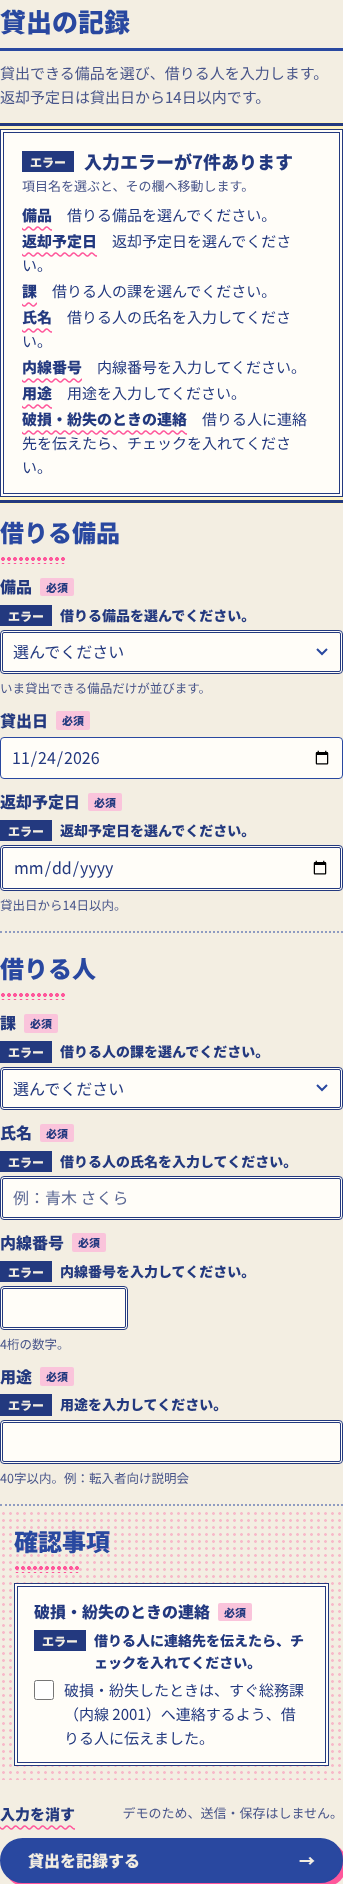 貸出の記録
貸出できる備品を選び、借りる人を入力します。
返却予定日は貸出日から14日以内です。
エラー 入力エラーが7件あります
項目名を選ぶと、その欄へ移動します。
備品 借りる備品を選んでください。
返却予定日 返却予定日を選んでくださ
い。
課 借りる人の課を選んでください。
氏名 借りる人の氏名を入力してくださ
い。
内線番号 内線番号を入力してください。
用途 用途を入力してください。
破損・紛失のときの連絡 借りる人に連絡
先を伝えたら、チェックを入れてくださ
い。
借りる備品
備品 必須
エラー 借りる備品を選んでください。
選んでください
いま貸出できる備品だけが並びます。
貸出日 必須
11/24/2026
返却予定日 必須
エラー 返却予定日を選んでください。
mm/dd/yyyy
貸出日から14日以内。
借りる人
課 必須
エラー 借りる人の課を選んでください。
選んでください
氏名 必須
エラー 借りる人の氏名を入力してください。
例：青木 さくら
内線番号 必須
エラー 内線番号を入力してください。
4桁の数字。
用途 必須
エラー 用途を入力してください。
40字以内。例：転入者向け説明会
確認事項
破損・紛失のときの連絡 必須
エラー 借りる人に連絡先を伝えたら、チ
ェックを入れてください。
破損・紛失したときは、すぐ総務課
（内線 2001）へ連絡するよう、借
りる人に伝えました。
入力を消す デモのため、送信・保存はしません。
貸出を記録する →